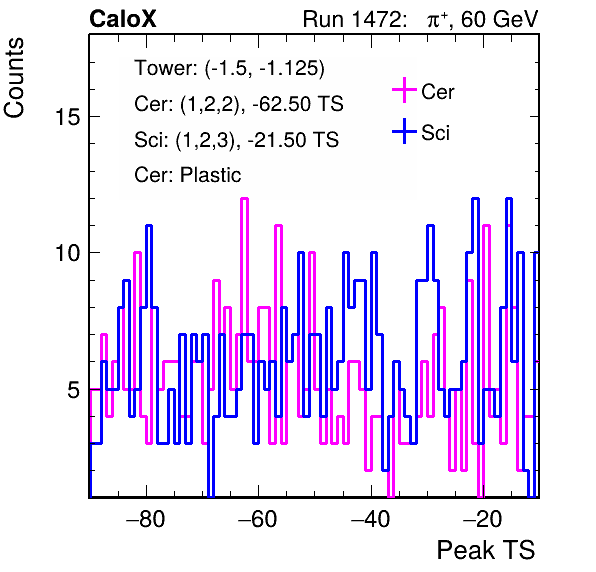 CaloX Run 1472: π⁺, 60 GeV
Counts
Tower: (-1.5, -1.125)
Cer: (1,2,2), -62.50 TS
Sci: (1,2,3), -21.50 TS
Cer: Plastic
Cer
Sci
15
10
5
−80 −60 −40 −20
Peak TS